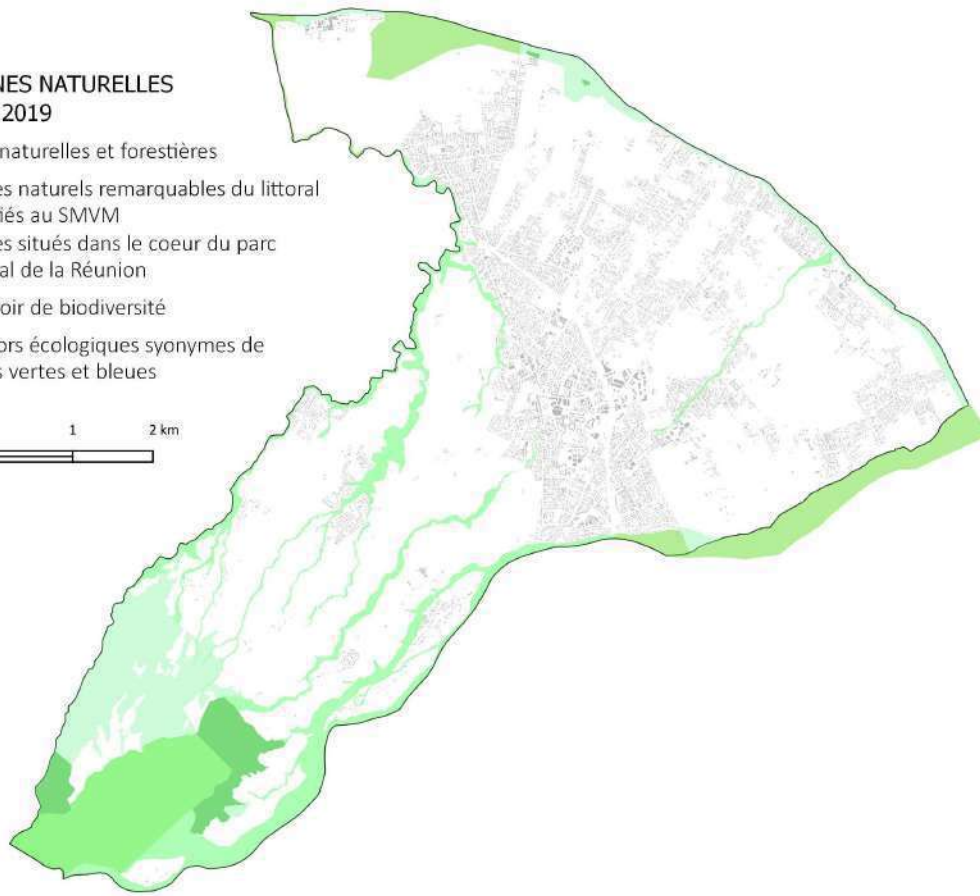 NES NATURELLES
2019
naturelles et forestières
es naturels remarquables du littoral
iés au SMVM
es situés dans le coeur du parc
al de la Réunion
oir de biodiversité
ors écologiques synonymes de
s vertes et bleues
1 2 km